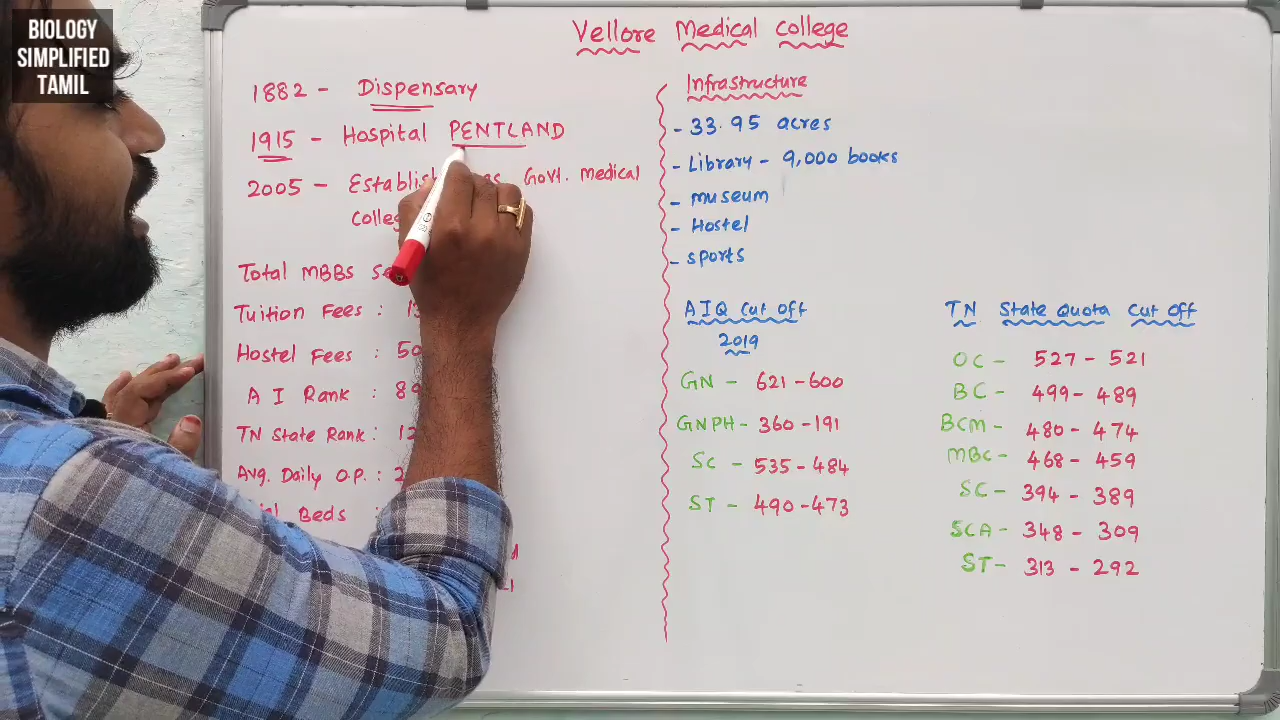 BIOLOGY
SIMPLIFIED
TAMIL
Vellore Medical College
1882 - Dispensary
1915 - Hospital PENTLAND
2005 - Govt. Medical
Total MBBS
Tuition Fees :
Hostel Fees :
A I Rank :
TN State Rank :
Avg. Daily O.P. :
Beds
Infrastructure
- 33.95 acres
- Library - 9,000 books
- museum
- Hostel
- sports
AIQ Cut off
2019
GN - 621-600
GNPH - 360-191
SC - 535-484
ST - 490-473
TN State Quota Cut Off
OC - 527-521
BC - 499-489
BCM - 480-474
MBC - 468-459
SC - 394-389
SCA - 348-309
ST - 313-292